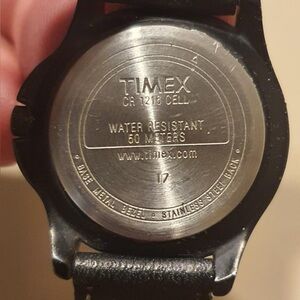 TIMEX
CR 1216 CELL
WATER RESISTANT
50 METERS
www.timex.com
17
• BASE METAL BEZEL • STAINLESS STEEL BACK •